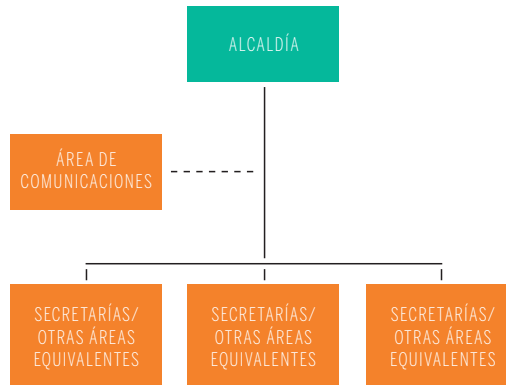 ALCALDÍA
ÁREA DE
COMUNICACIONES
SECRETARÍAS/
OTRAS ÁREAS
EQUIVALENTES
SECRETARÍAS/
OTRAS ÁREAS
EQUIVALENTES
SECRETARÍAS/
OTRAS ÁREAS
EQUIVALENTES